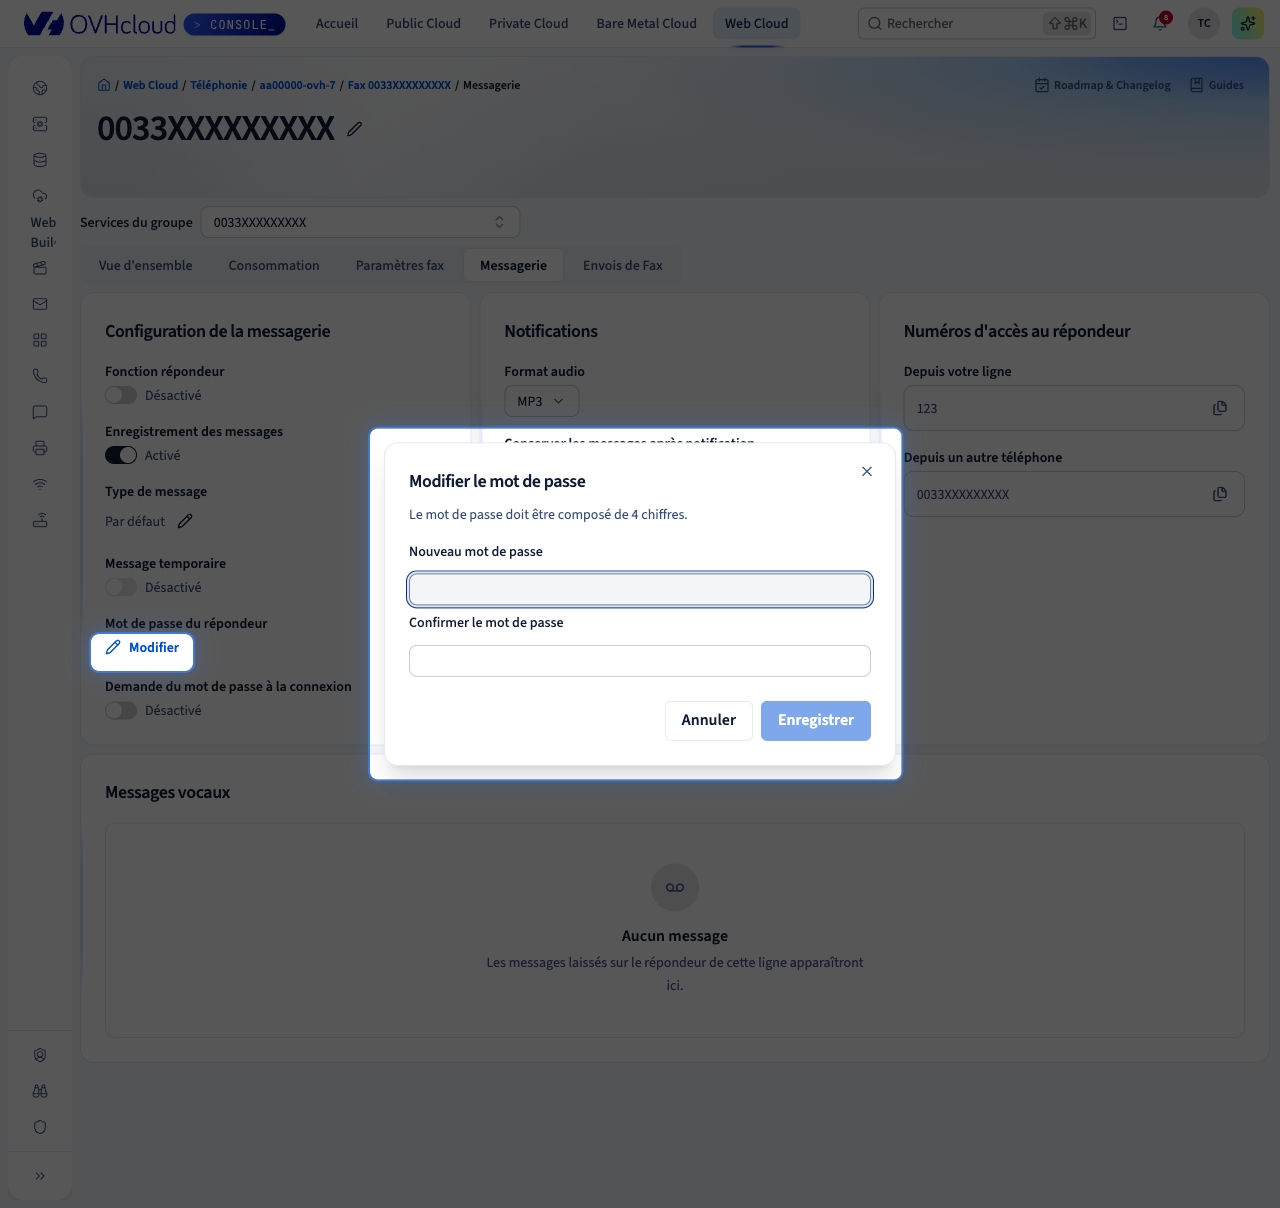 OVHcloud
> CONSOLE_
Accueil
Public Cloud
Private Cloud
Bare Metal Cloud
Web Cloud
Rechercher
⇧⌘K
8
TC
/ Web Cloud / Téléphonie / aa00000-ovh-7 / Fax 0033XXXXXXXXX / Messagerie
Roadmap & Changelog
Guides
0033XXXXXXXXX
Web
Buil
Services du groupe
0033XXXXXXXXX
Vue d'ensemble
Consommation
Paramètres fax
Messagerie
Envois de Fax
Configuration de la messagerie
Fonction répondeur
Désactivé
Enregistrement des messages
Activé
Type de message
Par défaut
Message temporaire
Désactivé
Mot de passe du répondeur
Modifier
Demande du mot de passe à la connexion
Désactivé
Notifications
Format audio
MP3
Conserver les messages après notification
Numéros d'accès au répondeur
Depuis votre ligne
123
Depuis un autre téléphone
0033XXXXXXXXX
Modifier le mot de passe
Le mot de passe doit être composé de 4 chiffres.
Nouveau mot de passe
Confirmer le mot de passe
Annuler
Enregistrer
Messages vocaux
Aucun message
Les messages laissés sur le répondeur de cette ligne apparaîtront
ici.